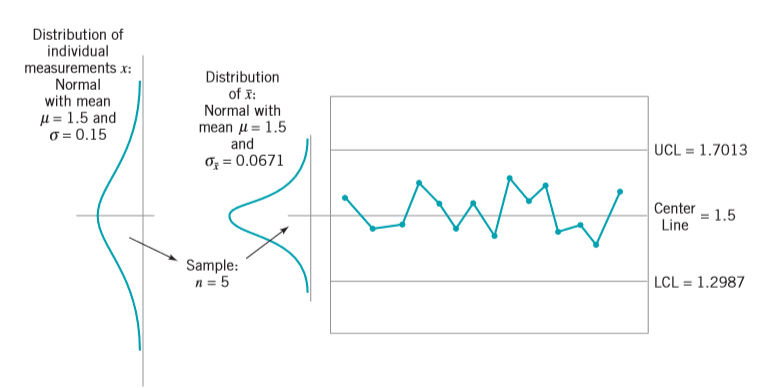 Distribution of
individual
measurements x:
Normal
with mean
μ = 1.5 and
σ = 0.15
Distribution
of x̄:
Normal with
mean μ = 1.5
and
σx̄ = 0.0671
Sample:
n = 5
UCL = 1.7013
Center
Line = 1.5
LCL = 1.2987